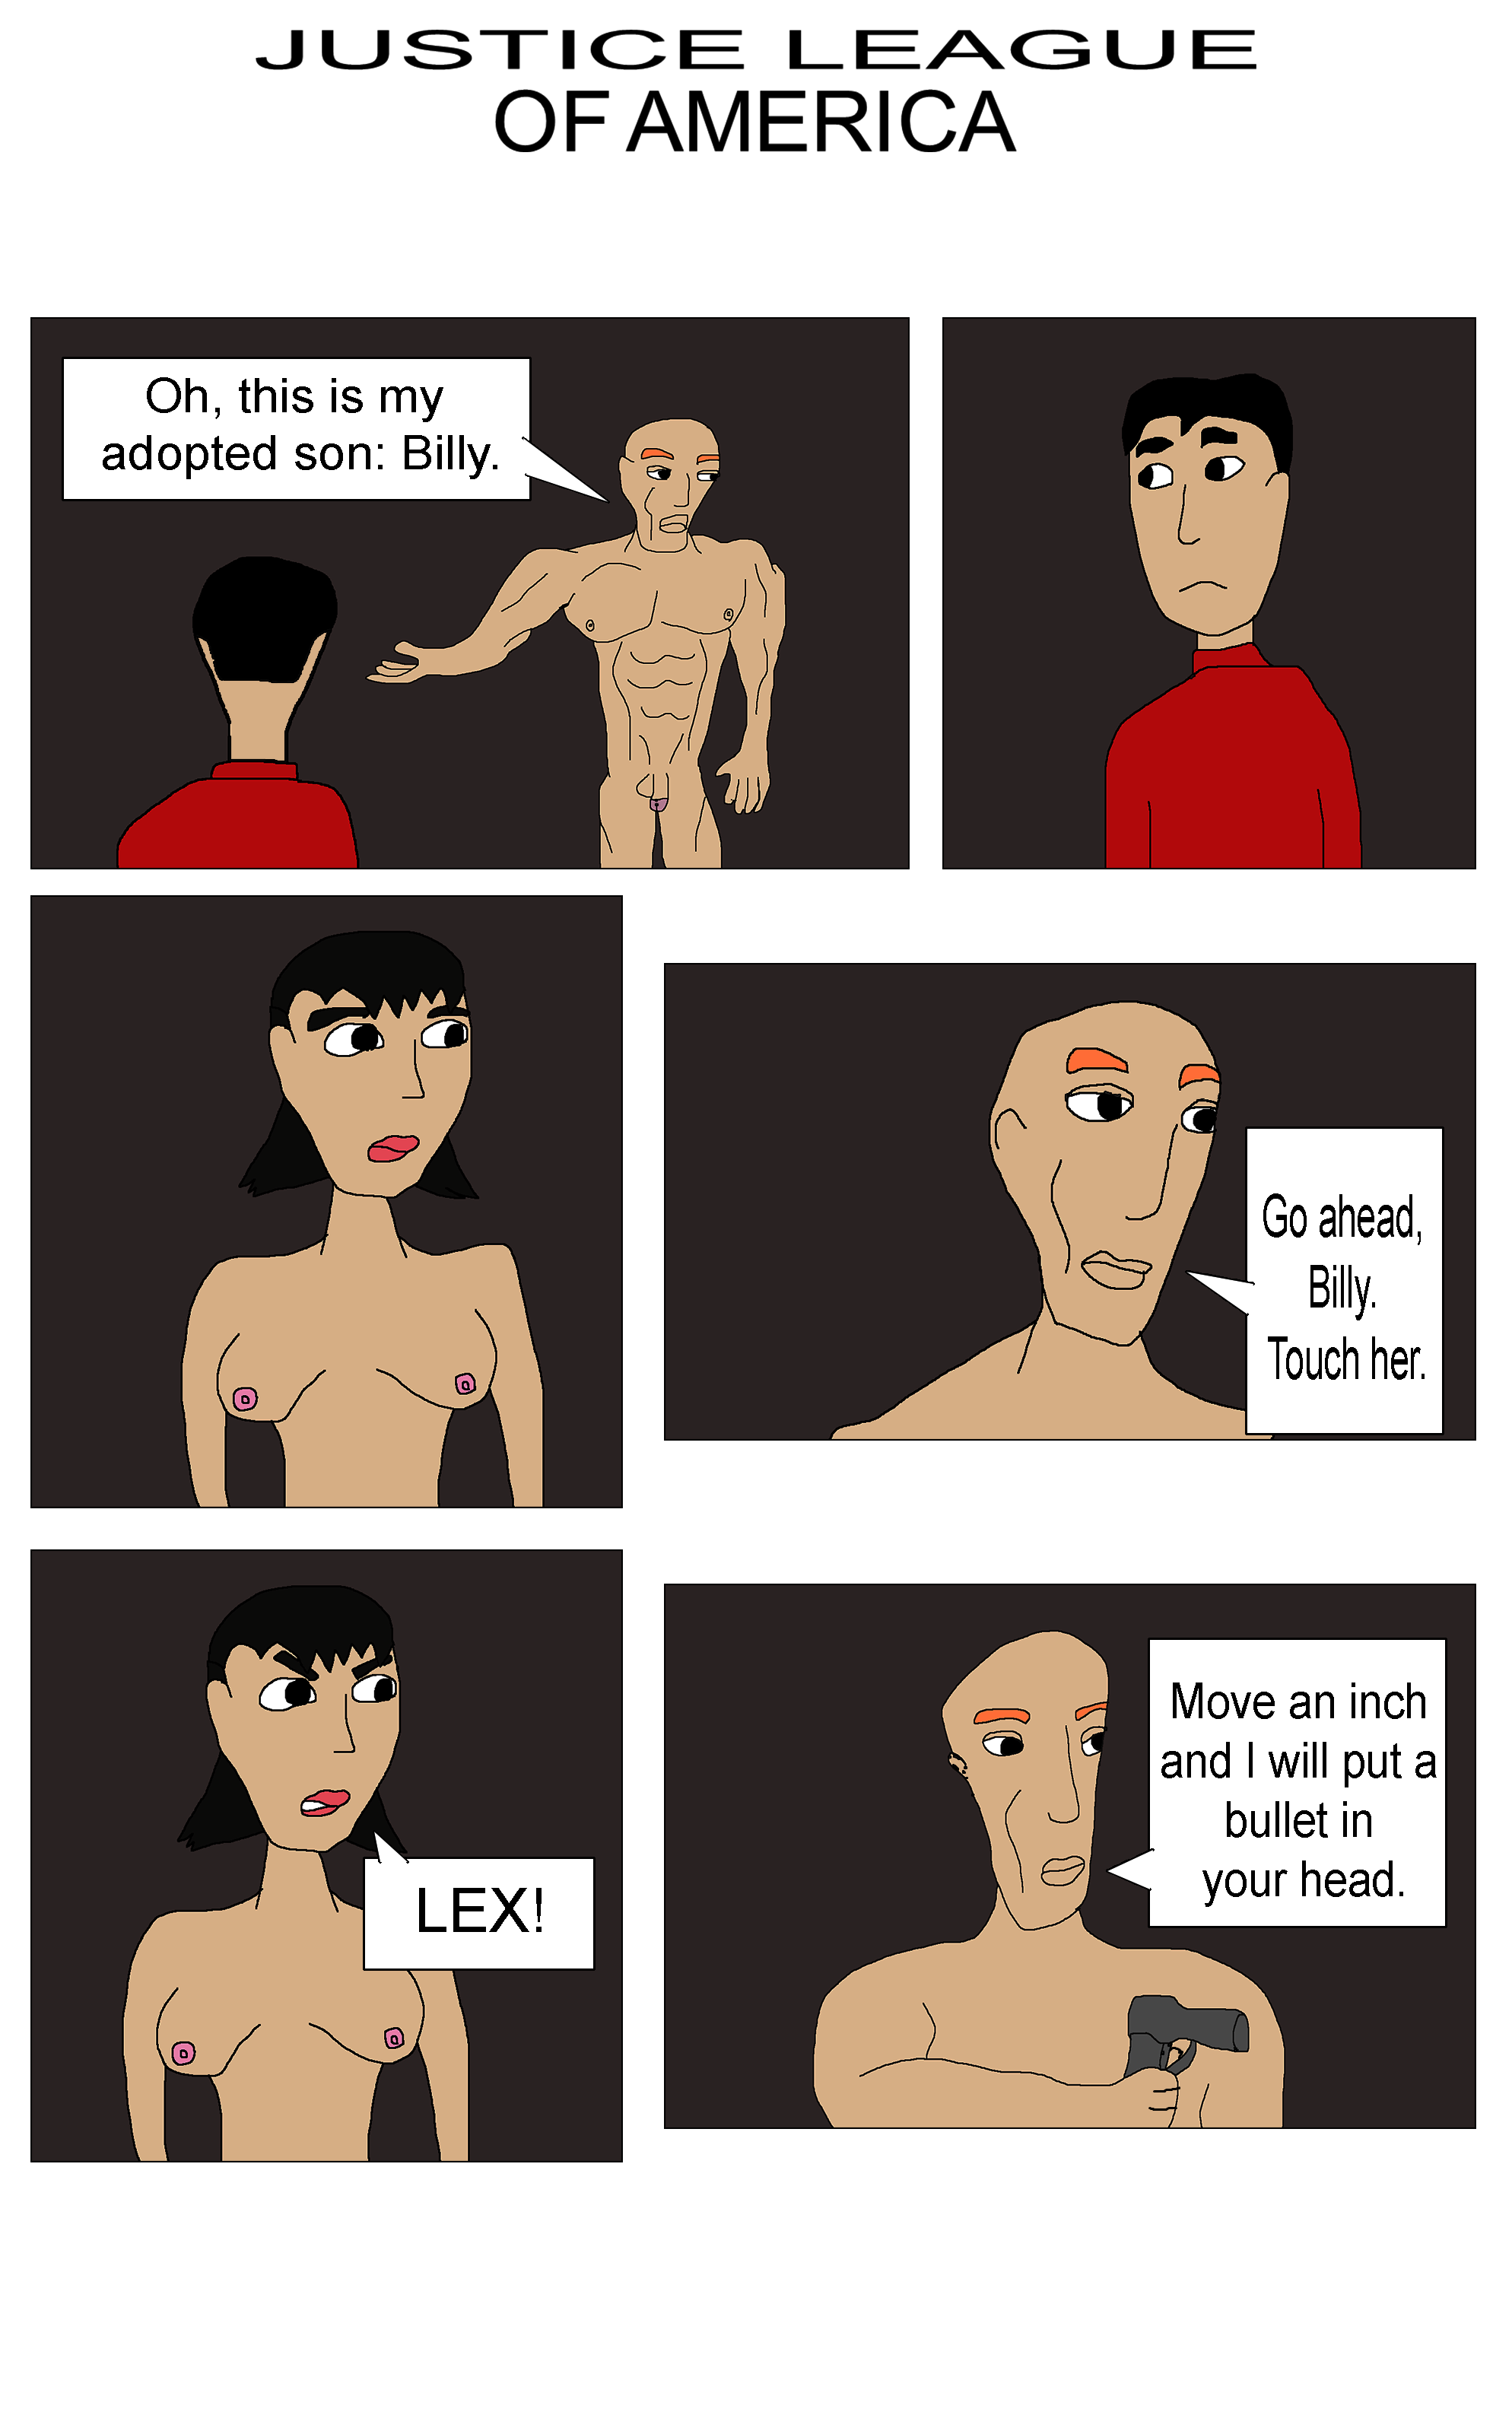 JUSTICE LEAGUE
OF AMERICA
Oh, this is my
adopted son: Billy.
Go ahead,
Billy.
Touch her.
LEX!
Move an inch
and I will put a
bullet in
your head.